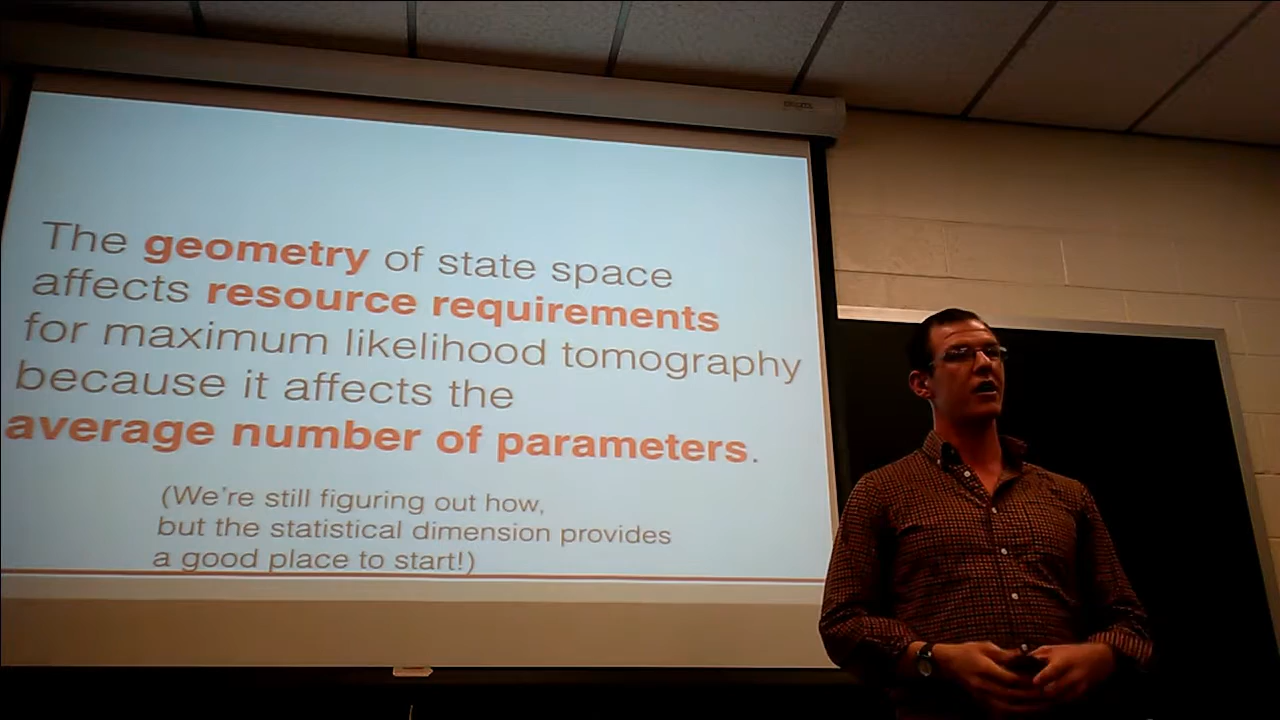 The geometry of state space
affects resource requirements
for maximum likelihood tomography
because it affects the
average number of parameters.
(We're still figuring out how,
but the statistical dimension provides
a good place to start!)